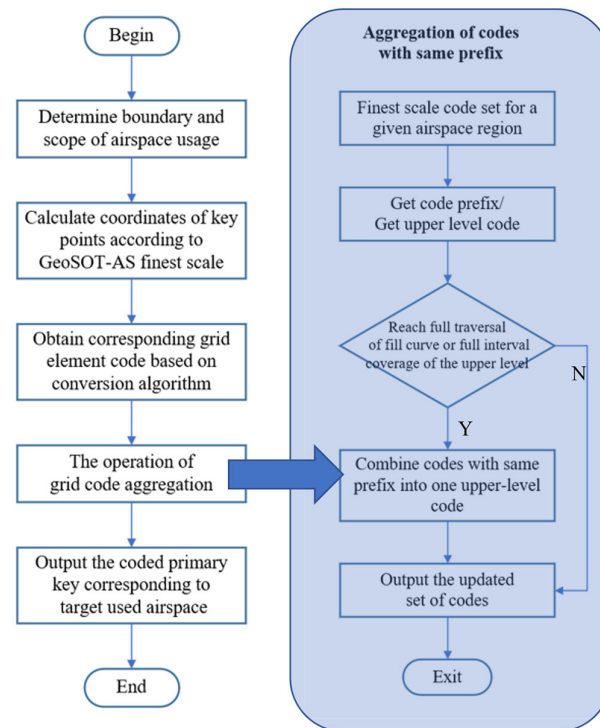 Begin
Determine boundary and
scope of airspace usage
Calculate coordinates of key
points according to
GeoSOT-AS finest scale
Obtain corresponding grid
element code based on
conversion algorithm
The operation of
grid code aggregation
Output the coded primary
key corresponding to
target used airspace
End
Aggregation of codes
with same prefix
Finest scale code set for a
given airspace region
Get code prefix/
Get upper level code
Reach full traversal
of fill curve or full interval
coverage of the upper level
N
Y
Combine codes with same
prefix into one upper-level
code
Output the updated
set of codes
Exit